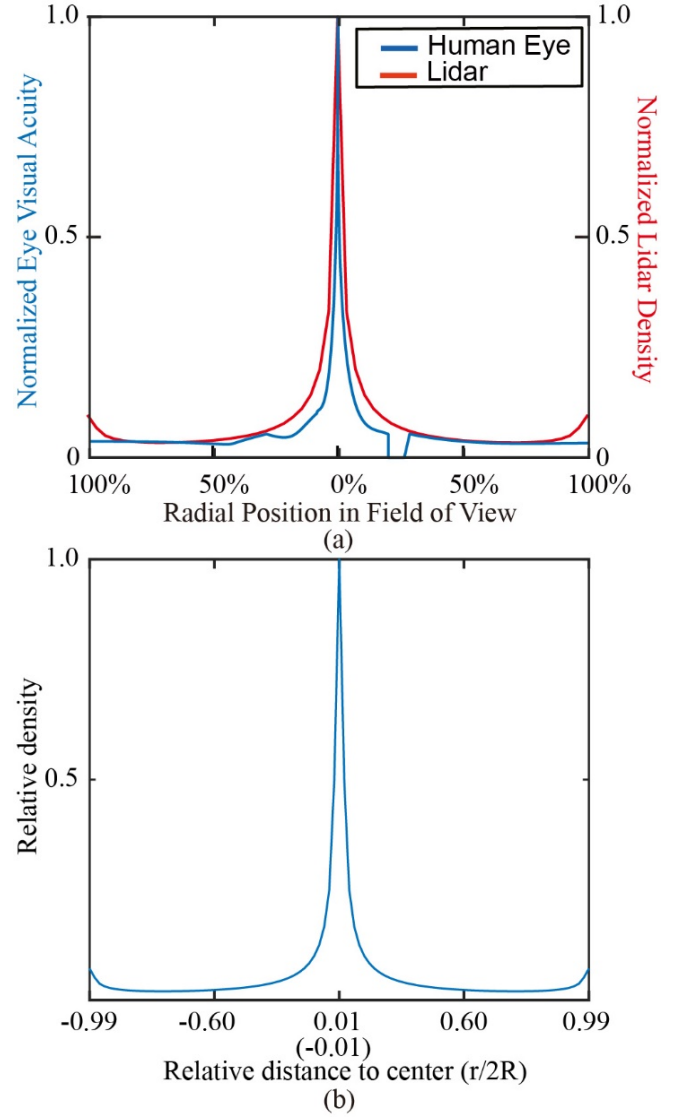 1.0
1.0
Human Eye
Lidar
Normalized Eye Visual Acuity
Normalized Lidar Density
0.5
0.5
0
0
100%
50%
0%
50%
100%
Radial Position in Field of View
(a)
1.0
Relative density
0.5
-0.99
-0.60
0.01
0.60
0.99
(-0.01)
Relative distance to center (r/2R)
(b)